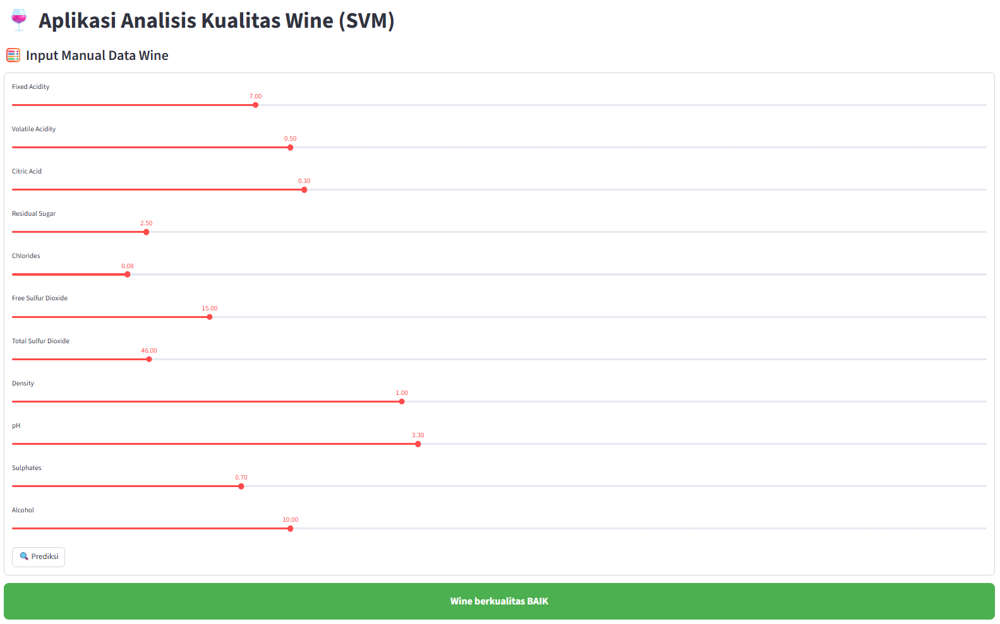 Aplikasi Analisis Kualitas Wine (SVM)
Input Manual Data Wine
Fixed Acidity
7.00
Volatile Acidity
0.50
Citric Acid
0.30
Residual Sugar
2.50
Chlorides
0.08
Free Sulfur Dioxide
15.00
Total Sulfur Dioxide
46.00
Density
1.00
pH
3.30
Sulphates
0.70
Alcohol
10.00
Prediksi
Wine berkualitas BAIK